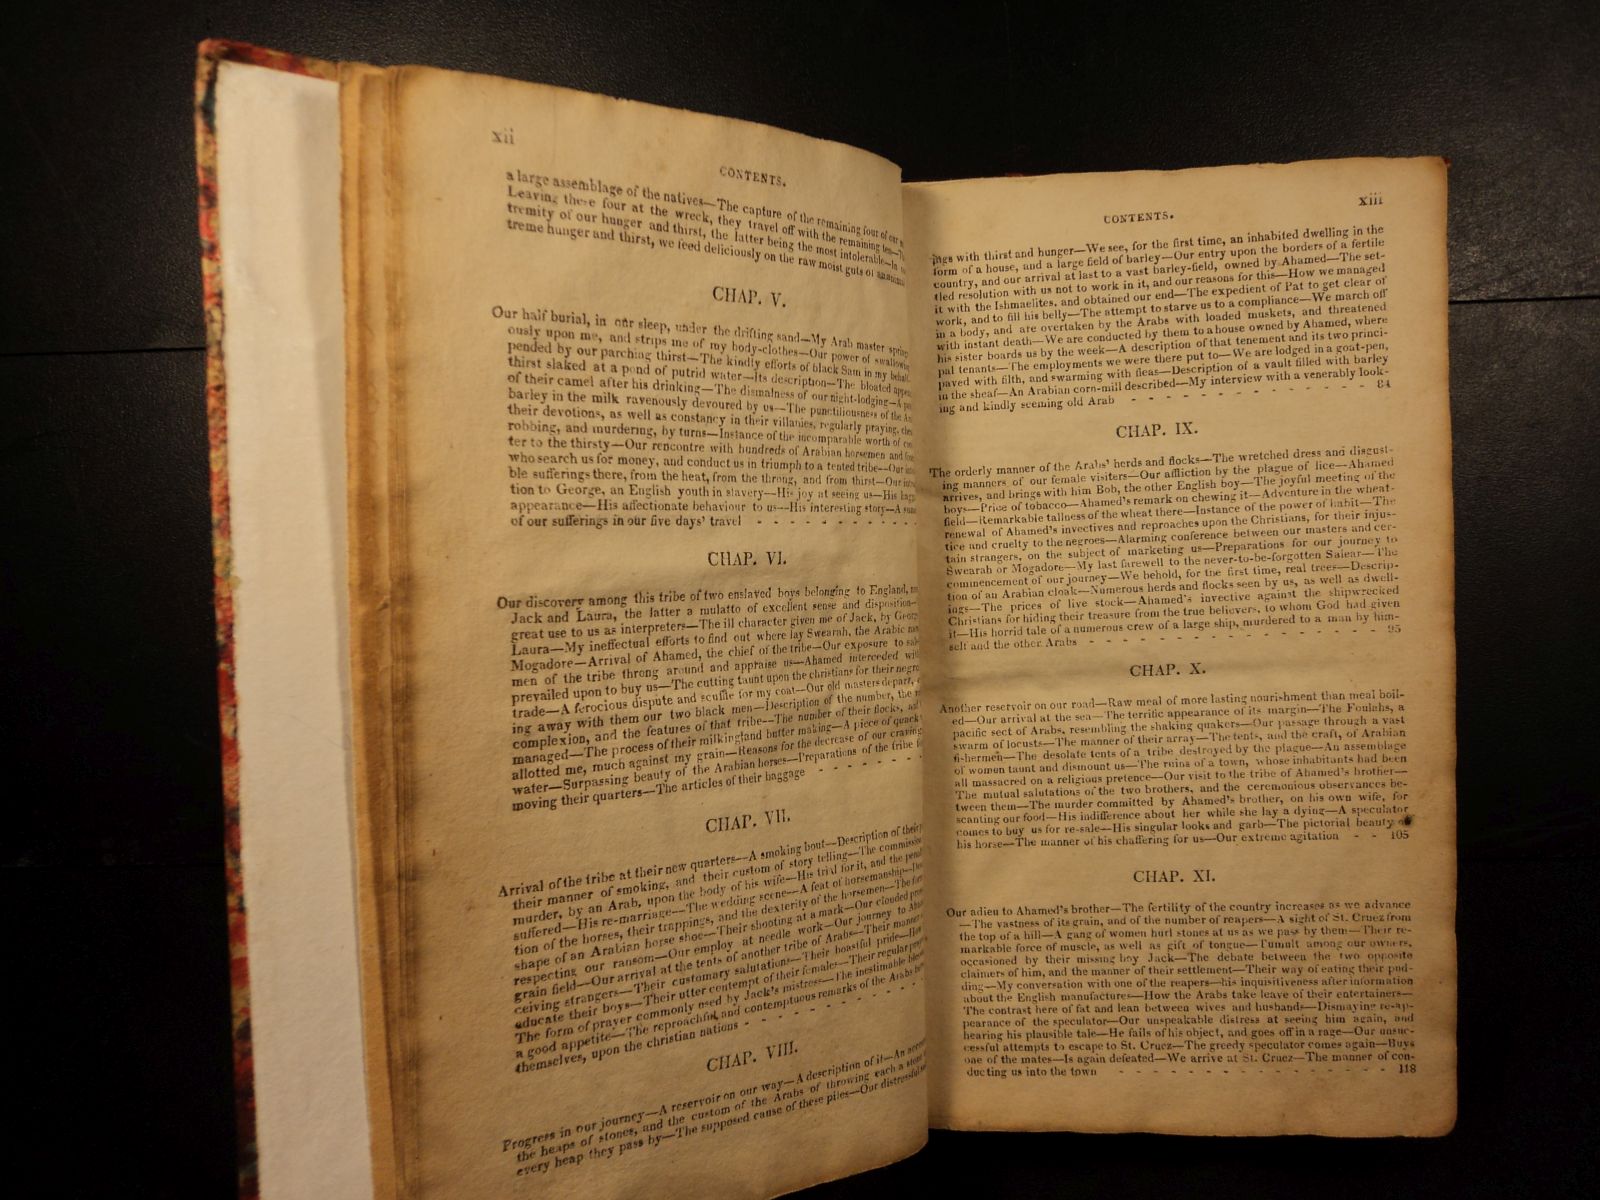 xii
CONTENTS.
a large assemblage of the natives—The capture of the remaining four of our
Leaving these four at the wreck, they travel off with the remaining ten—
tremity of our hunger and thirst, the latter being the most intolerable—In
treme hunger and thirst, we feed deliciously on the raw moist guts of
CHAP. V.
Our half burial, in our sleep, under the drifting sand—My Arab master
ously upon me, and strips me of my body-clothes—Our power of swallowing
pended by our parching thirst—The kindly efforts of black Sam in my behalf
thirst slaked at a pond of putrid water—Its description—The bloated
of their camel after his drinking—The dismalness of our night-lodging—A
barley in the milk ravenously devoured by us—The punctiliousness of the
their devotions, as well as constancy in their villanies, regularly praying,
robbing, and murdering, by turns—Instance of the incomparable worth of
ter to the thirsty—Our rencontre with hundreds of Arabian horsemen and
who search us for money, and conduct us in triumph to a tented tribe—Our
ble sufferings there, from the heat, from the throng, and from thirst—Our
tion to George, an English youth in slavery—His joy at seeing us—His
appearance—His affectionate behaviour to us—His interesting story—A
of our sufferings in our five days' travel - - - - - - - - - -
CHAP. VI.
Our discovery among this tribe of two enslaved boys belonging to England,
Jack and Laura, the latter a mulatto of excellent sense and disposition—
great use to us as interpreters—The ill character given me of Jack, by
Laura—My ineffectual efforts to find out where lay Swearah, the Arabic
Mogadore—Arrival of Ahamed, the chief of the tribe—Our exposure to
men of the tribe throng around and appraise us—Ahamed interceded
prevailed upon to buy us—The cutting taunt upon the christians for their
trade—A ferocious dispute and scuffle for my coat—Our old masters depart,
ing away with them our two black men—Description of the number, the
complexion, and the features of that tribe—The number of their flocks,
managed—The process of their milking and butter making—A piece of
allotted me, much against my grain—Reasons for the decrease of our craving
water—Surpassing beauty of the Arabian horses—Preparations of the tribe
moving their quarters—The articles of their baggage - - - - - -
CHAP. VII.
Arrival of the tribe at their new quarters—A smoking bout—Description of their
their manner of smoking, and their custom of story telling—The
murder, by an Arab, upon the body of his wife—His trial for it, and the
suffered—His re-marriage—The wedding scene—A feat of horsemanship—
tion of the horses, their trappings, and the dexterity of the horsemen—The
shape of an Arabian horse shoe—Their shooting at a mark—Our clouded
respecting our ransom—Our employ at needle work—Our journey to
grain field—Our arrival at the tents of another tribe of Arabs—Their manner
ceiving strangers—Their customary salutations—Their boastful pride—
educate their boys—Their utter contempt of their females—Their regular
The form of prayer commonly used by Jack's mistress—The inestimable
a good appetite—The reproachful and contemptuous remarks of the Arabs
themselves, upon the christian nations - - - - - - - -
CHAP. VIII.
Progress in our journey—A reservoir on our way—A description of it—An
the heaps of stones, and the custom of the Arabs of throwing each a stone
every heap they pass by—The supposed cause of these piles—Our distressful
xiii
CONTENTS.
ings with thirst and hunger—We see, for the first time, an inhabited dwelling in the
form of a house, and a large field of barley—Our entry upon the borders of a fertile
country, and our arrival at last to a vast barley-field, owned by Ahamed—The set-
tled resolution with us not to work in it, and our reasons for this—How we managed
it with the Ishmaelites, and obtained our end—The expedient of Pat to get clear of
work, and to fill his belly—The attempt to starve us to a compliance—We march off
in a body, and are overtaken by the Arabs with loaded muskets, and threatened
with instant death—We are conducted by them to a house owned by Ahamed, where
his sister boards us by the week—A description of that tenement and its two princi-
pal tenants—The employments we were there put to—We are lodged in a goat-pen,
paved with filth, and swarming with fleas—Description of a vault filled with barley
in the sheaf—An Arabian corn-mill described—My interview with a venerably look-
ing and kindly seeming old Arab - - - - - - - - - 84
CHAP. IX.
The orderly manner of the Arabs' herds and flocks—The wretched dress and disgust-
ing manners of our female visiters—Our affliction by the plague of lice—Ahamed
arrives, and brings with him Bob, the other English boy—The joyful meeting of the
boys—Price of tobacco—Ahamed's remark on chewing it—Adventure in the wheat-
field—Remarkable tallness of the wheat there—Instance of the power of habit—The
renewal of Ahamed's invectives and reproaches upon the Christians, for their injus-
tice and cruelty to the negroes—Alarming conference between our masters and cer-
tain strangers, on the subject of marketing us—Preparations for our journey to
Swearah or Mogadore—My last farewell to the never-to-be-forgotten Saiear—The
commencement of our journey—We behold, for the first time, real trees—Descrip-
tion of an Arabian cloak—Numerous herds and flocks seen by us, as well as dwell-
ings—The prices of live stock—Ahamed's invective against the shipwrecked
Christians for hiding their treasure from the true believers, to whom God had given
it—His horrid tale of a numerous crew of a large ship, murdered to a man by him-
self and the other Arabs - - - - - - - - - 95
CHAP. X.
Another reservoir on our road—Raw meal of more lasting nourishment than meal boil-
ed—Our arrival at the sea—The terrific appearance of its margin—The Foulahs, a
pacific sect of Arabs, resembling the shaking quakers—Our passage through a vast
swarm of locusts—The manner of their array—The tents, and the craft, of Arabian
fishermen—The desolate tents of a tribe destroyed by the plague—An assemblage
of women taunt and dismount us—The ruins of a town, whose inhabitants had been
all massacred on a religious pretence—Our visit to the tribe of Ahamed's brother—
The mutual salutations of the two brothers, and the ceremonious observances be-
tween them—The murder committed by Ahamed's brother, on his own wife, for
scanting our food—His indifference about her while she lay a dying—A speculator
comes to buy us for re-sale—His singular looks and garb—The pictorial beauty of
his horse—The manner of his chaffering for us—Our extreme agitation - - 105
CHAP. XI.
Our adieu to Ahamed's brother—The fertility of the country increases as we advance
—The vastness of its grain, and of the number of reapers—A sight of St. Cruez from
the top of a hill—A gang of women hurl stones at us as we pass by them—Their re-
markable force of muscle, as well as gift of tongue—Tumult among our owners,
occasioned by their missing boy Jack—The debate between the two opposite
claimers of him, and the manner of their settlement—Their way of eating their pud-
ding—My conversation with one of the reapers—his inquisitiveness after information
about the English manufactures—How the Arabs take leave of their entertainers—
The contrast here of fat and lean between wives and husbands—Dismaying re-ap-
pearance of the speculator—Our unspeakable distress at seeing him again, and
hearing his plausible tale—He fails of his object, and goes off in a rage—Our unsuc-
cessful attempts to escape to St. Cruez—The greedy speculator comes again—Buys
one of the mates—Is again defeated—We arrive at St. Cruez—The manner of con-
ducting us into the town - - - - - - - - - - 118